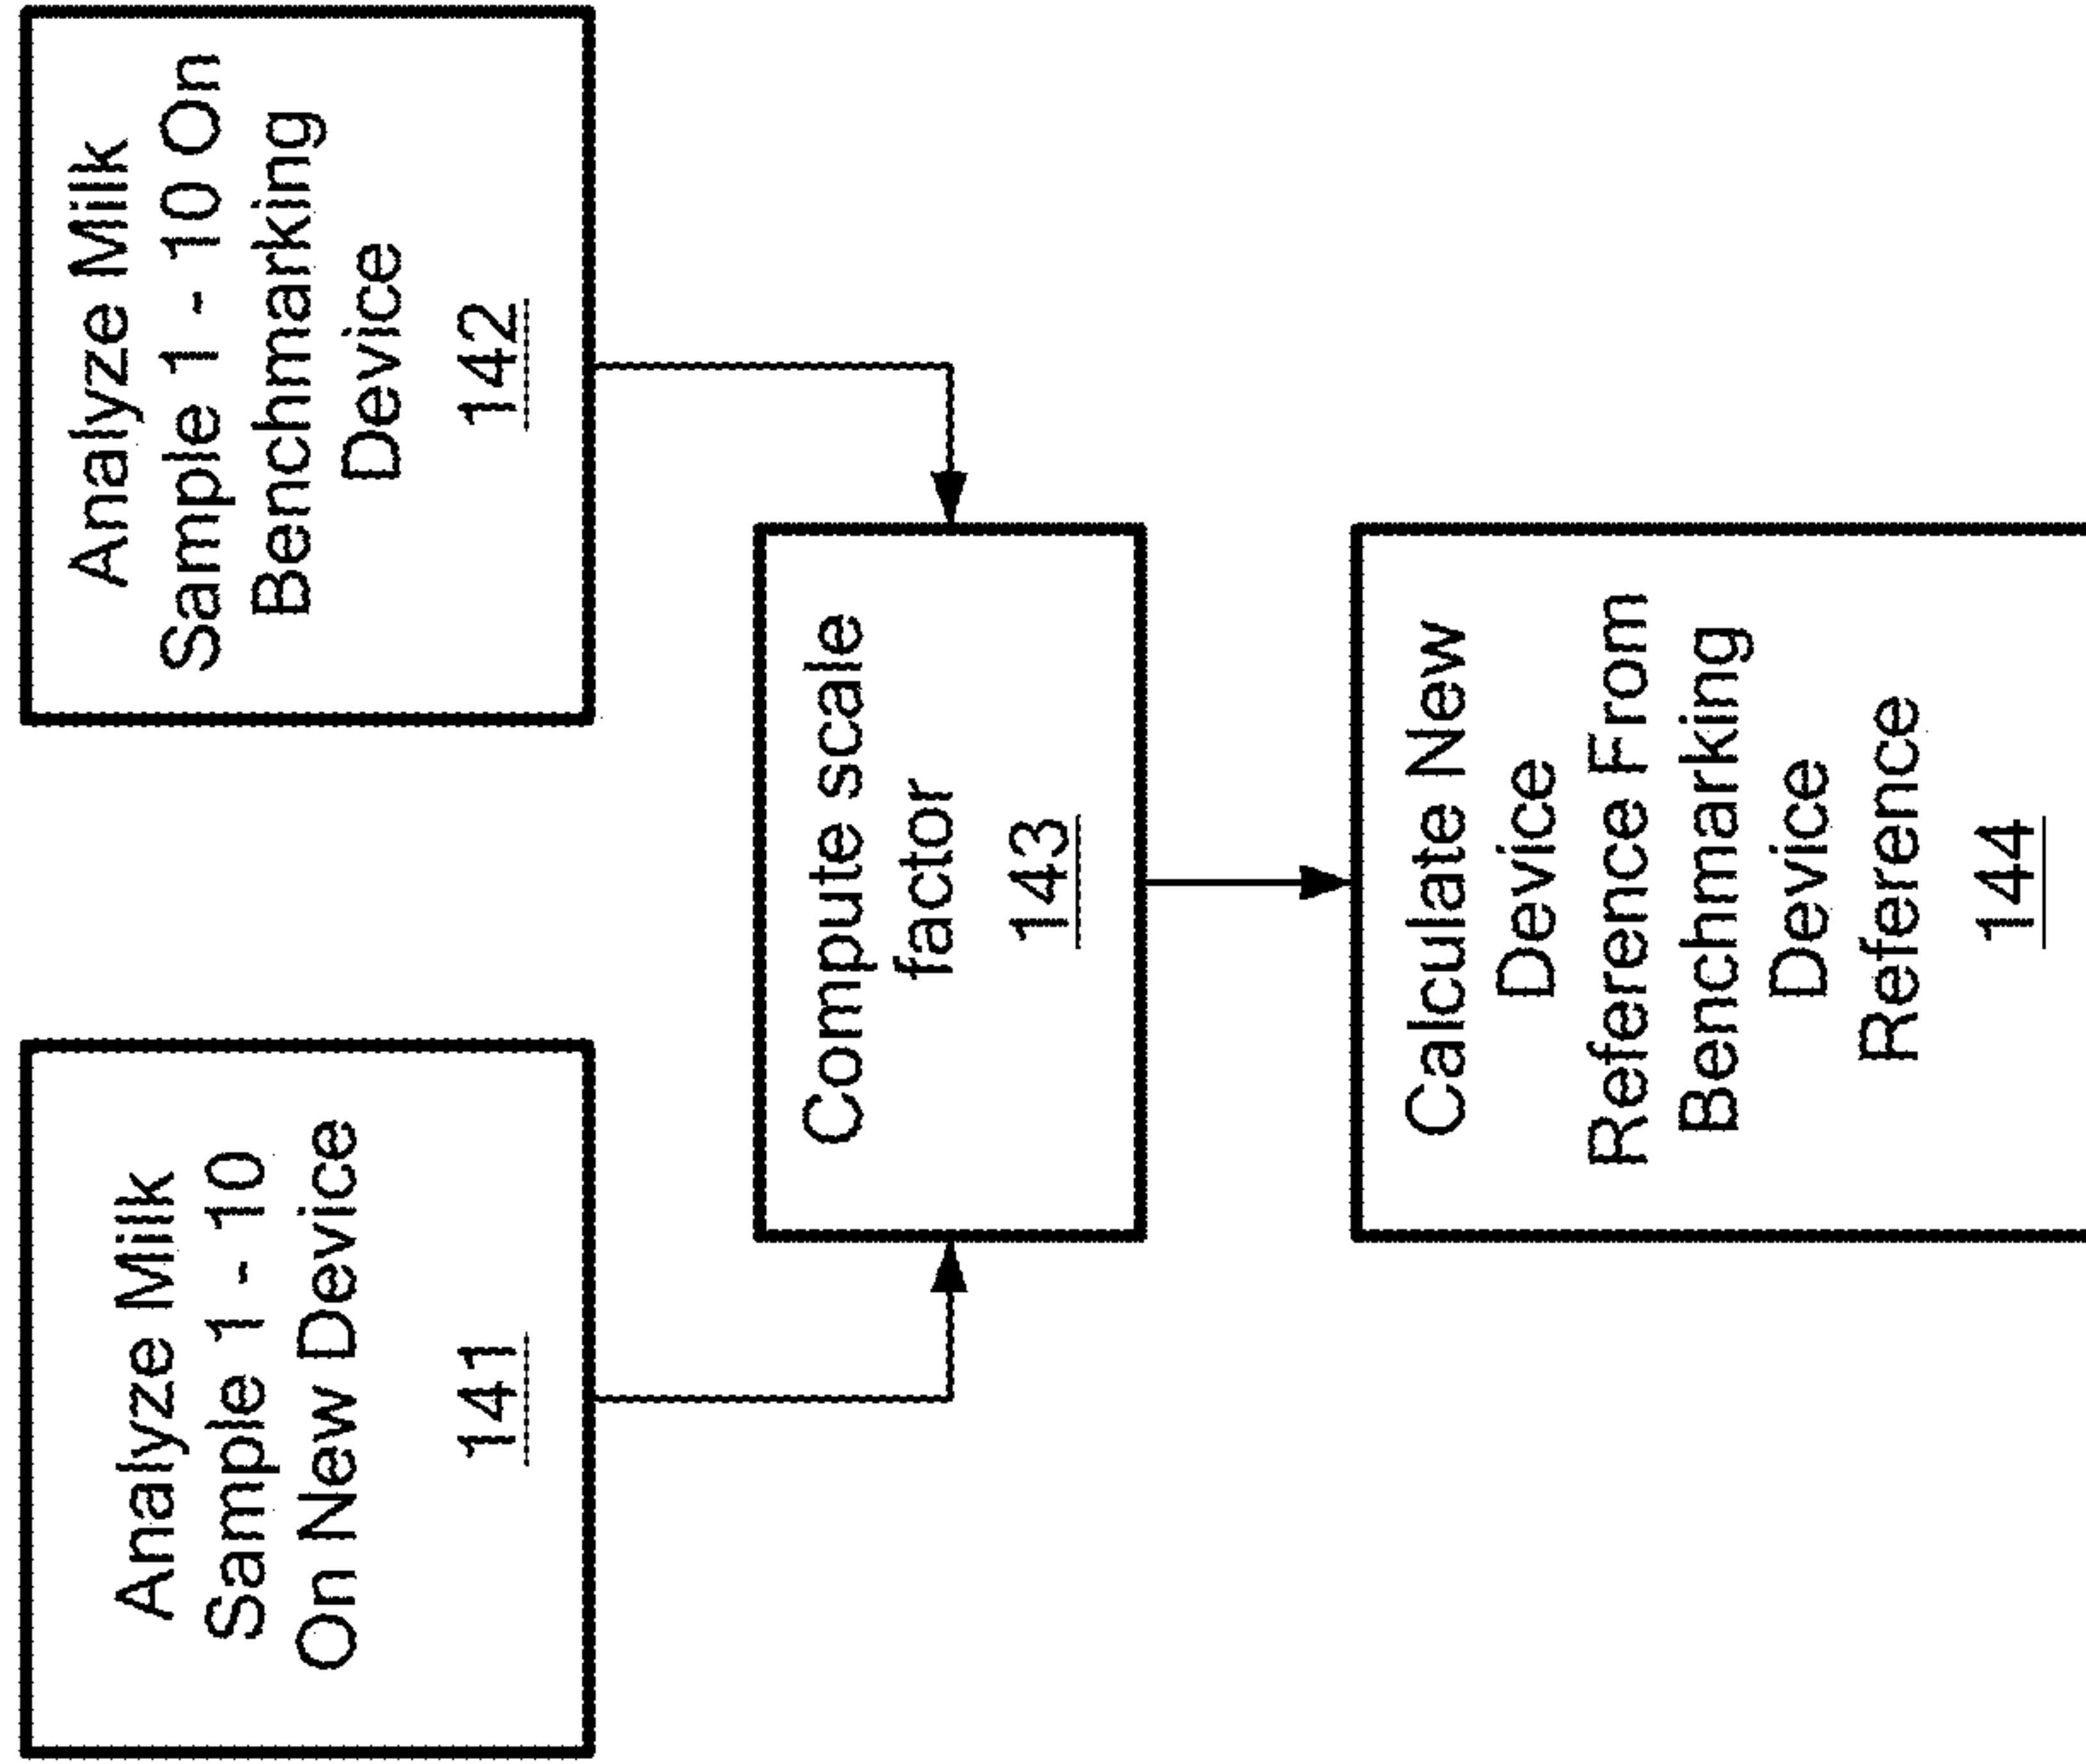 Analyze Milk
Sample 1 - 10
On New Device
141
Analyze Milk
Sample 1 - 10 On
Benchmarking
Device
142
Compute scale
factor
143
Calculate New
Device
Reference From
Benchmarking
Device
Reference
144